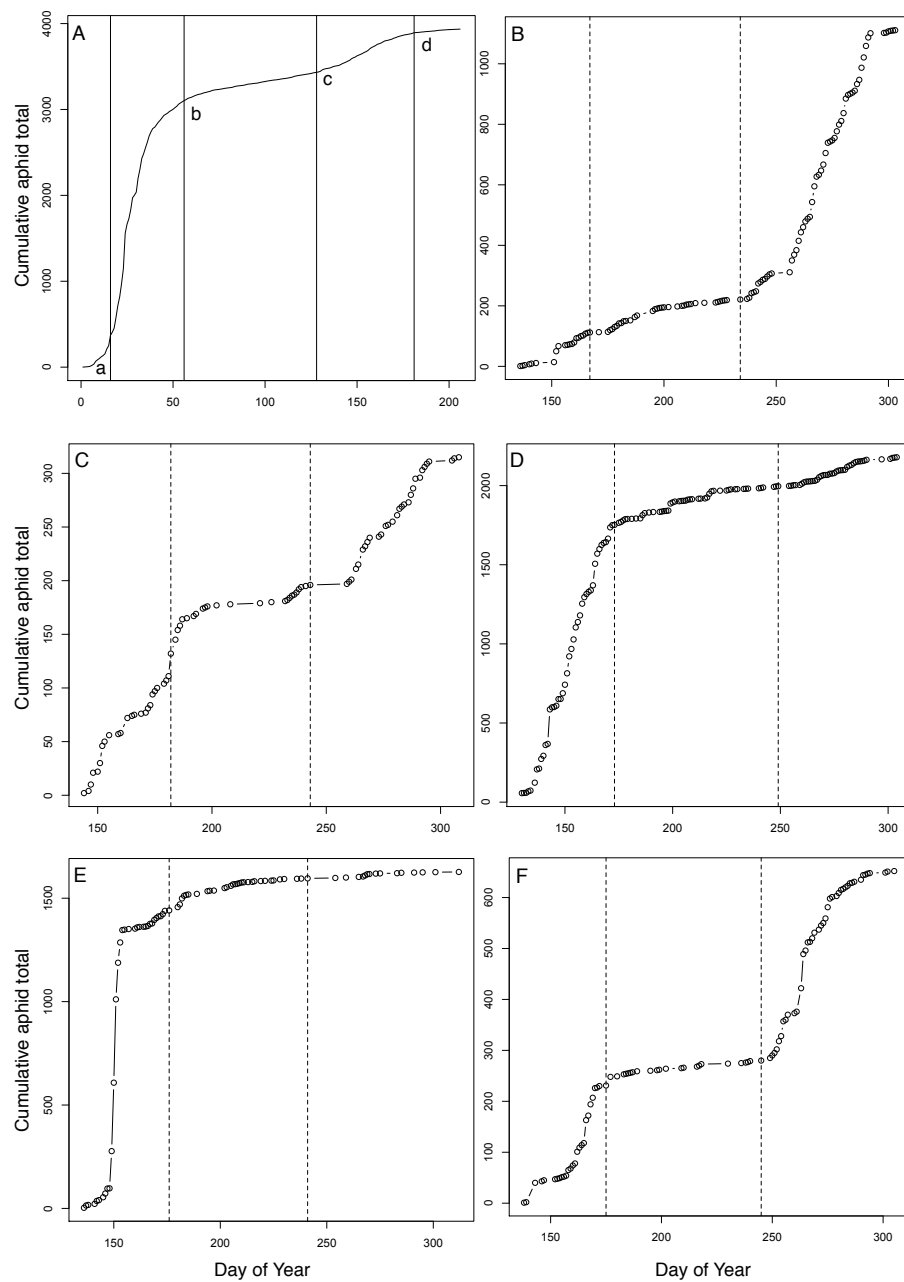 A
a
b
c
d
Cumulative aphid total
0 1000 2000 3000 4000
0 50 100 150 200
B
0 200 400 600 800 1000
150 200 250 300
C
Cumulative aphid total
0 50 100 150 200 250 300
150 200 250 300
D
0 500 1000 1500 2000
150 200 250 300
E
Cumulative aphid total
0 500 1000 1500
150 200 250 300
Day of Year
F
0 100 200 300 400 500 600
150 200 250 300
Day of Year